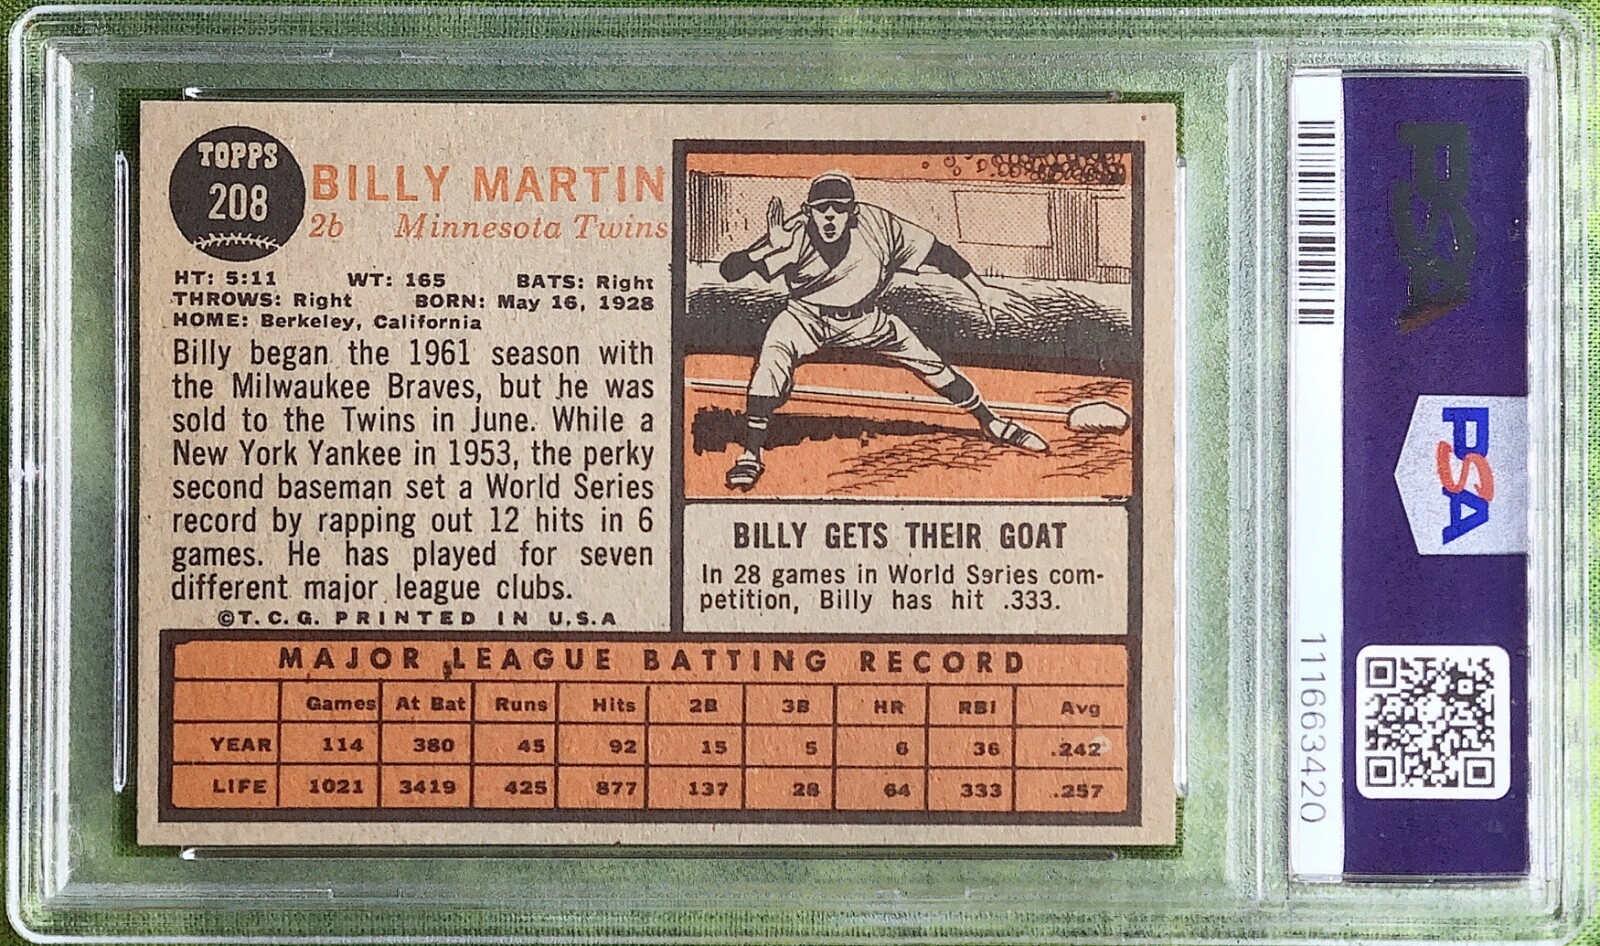 TOPPS
208
BILLY MARTIN
2b Minnesota Twins
HT: 5:11 WT: 165 BATS: Right
THROWS: Right BORN: May 16, 1928
HOME: Berkeley, California
Billy began the 1961 season with
the Milwaukee Braves, but he was
sold to the Twins in June. While a
New York Yankee in 1953, the perky
second baseman set a World Series
record by rapping out 12 hits in 6
games. He has played for seven
different major league clubs.
©T.C.G. PRINTED IN U.S.A
BILLY GETS THEIR GOAT
In 28 games in World Series com-
petition, Billy has hit .333.
MAJOR LEAGUE BATTING RECORD
Games At Bat Runs Hits 2B 3B HR RBI Avg
YEAR 114 380 45 92 15 5 6 36 .242
LIFE 1021 3419 425 877 137 28 64 333 .257
PSA
PSA
111663420